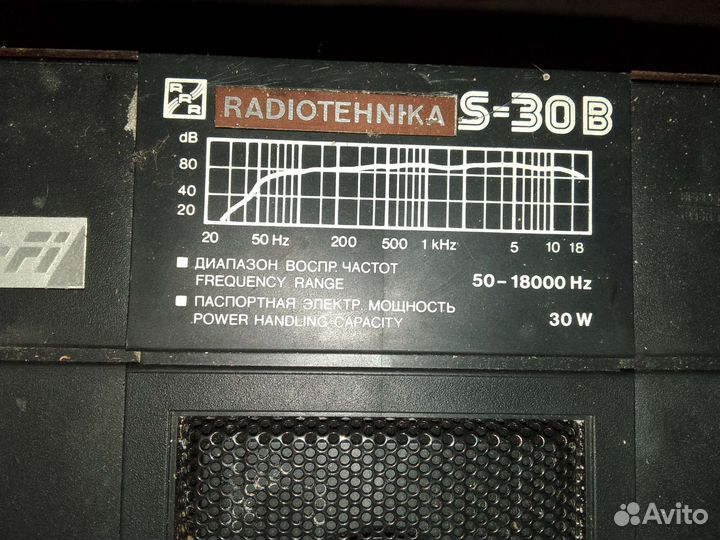 RRR RADIOTEHNIKA S-30B
dB
80
40
20
20 50 Hz 200 500 1 kHz 5 10 18
ДИАПАЗОН ВОСПР. ЧАСТОТ
FREQUENCY RANGE 50-18000 Hz
ПАСПОРТНАЯ ЭЛЕКТР. МОЩНОСТЬ
POWER HANDLING CAPACITY 30 W
-Fi
Avito